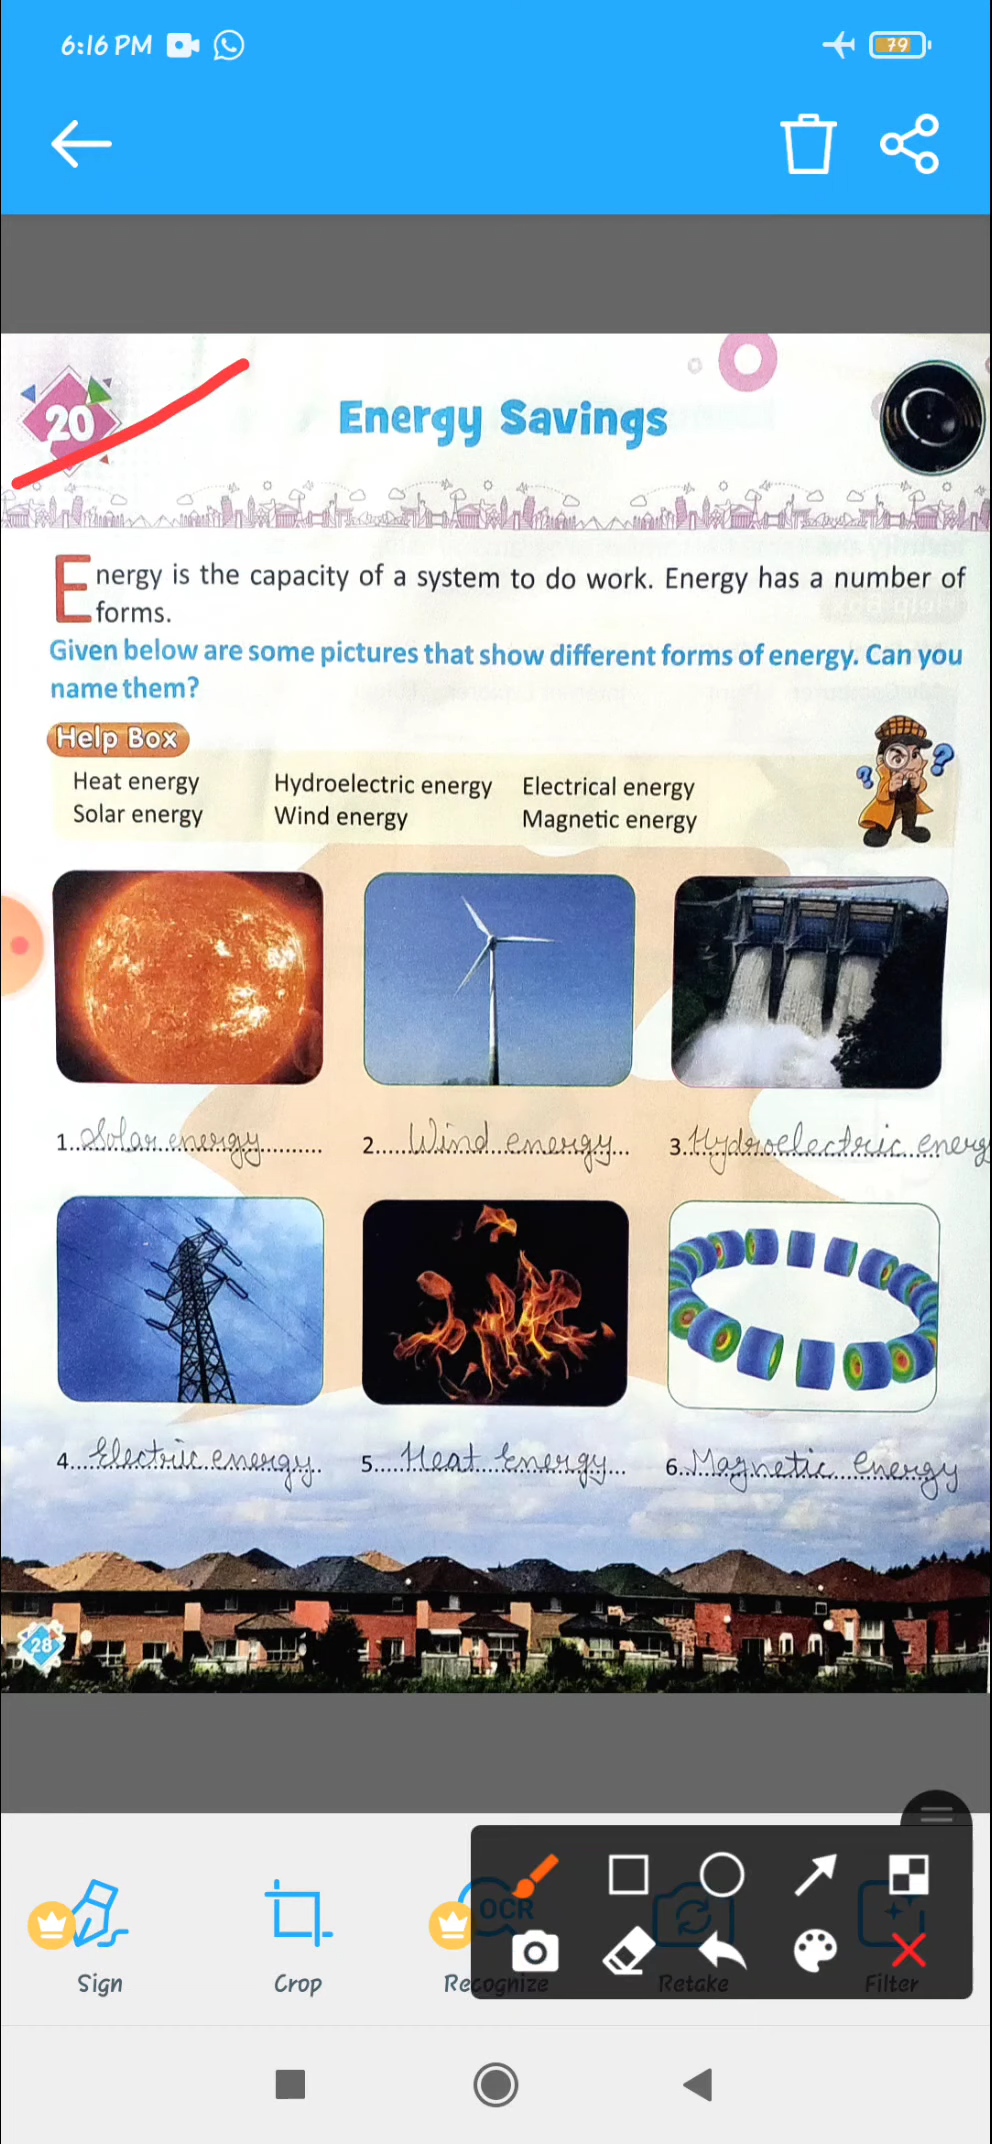 6:16 PM
79
20
Energy Savings
Energy is the capacity of a system to do work. Energy has a number of
forms.
Given below are some pictures that show different forms of energy. Can you
name them?
Help Box
Heat energy Hydroelectric energy Electrical energy
Solar energy Wind energy Magnetic energy
1. Solar energy
2. Wind energy
3. Hydroelectric energ
4. Electric energy
5. Heat Energy
6. Magnetic Energy
28
OCR
Sign
Crop
Recognize
Retake
Filter